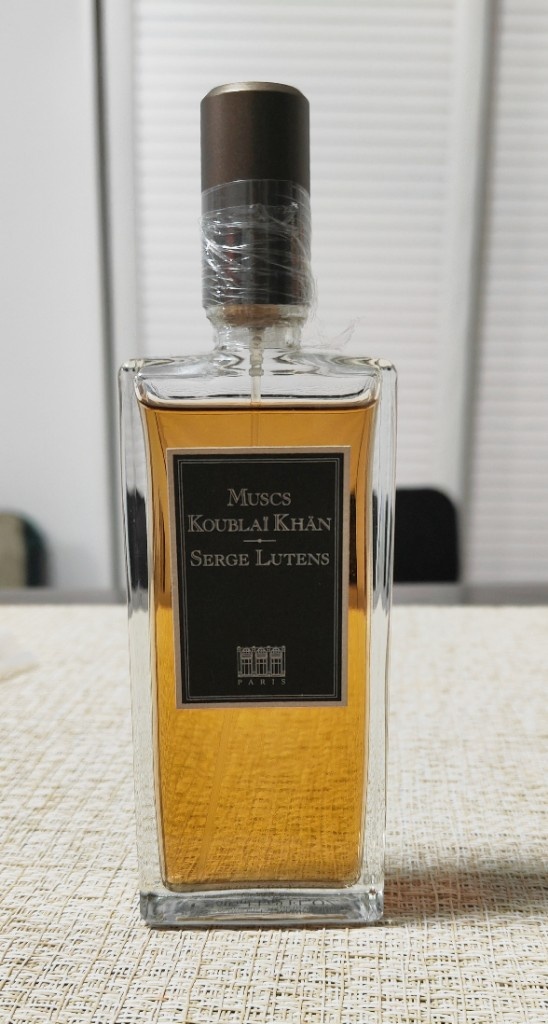 MUSCS
KOUBLAÏ KHÄN
SERGE LUTENS
PARIS